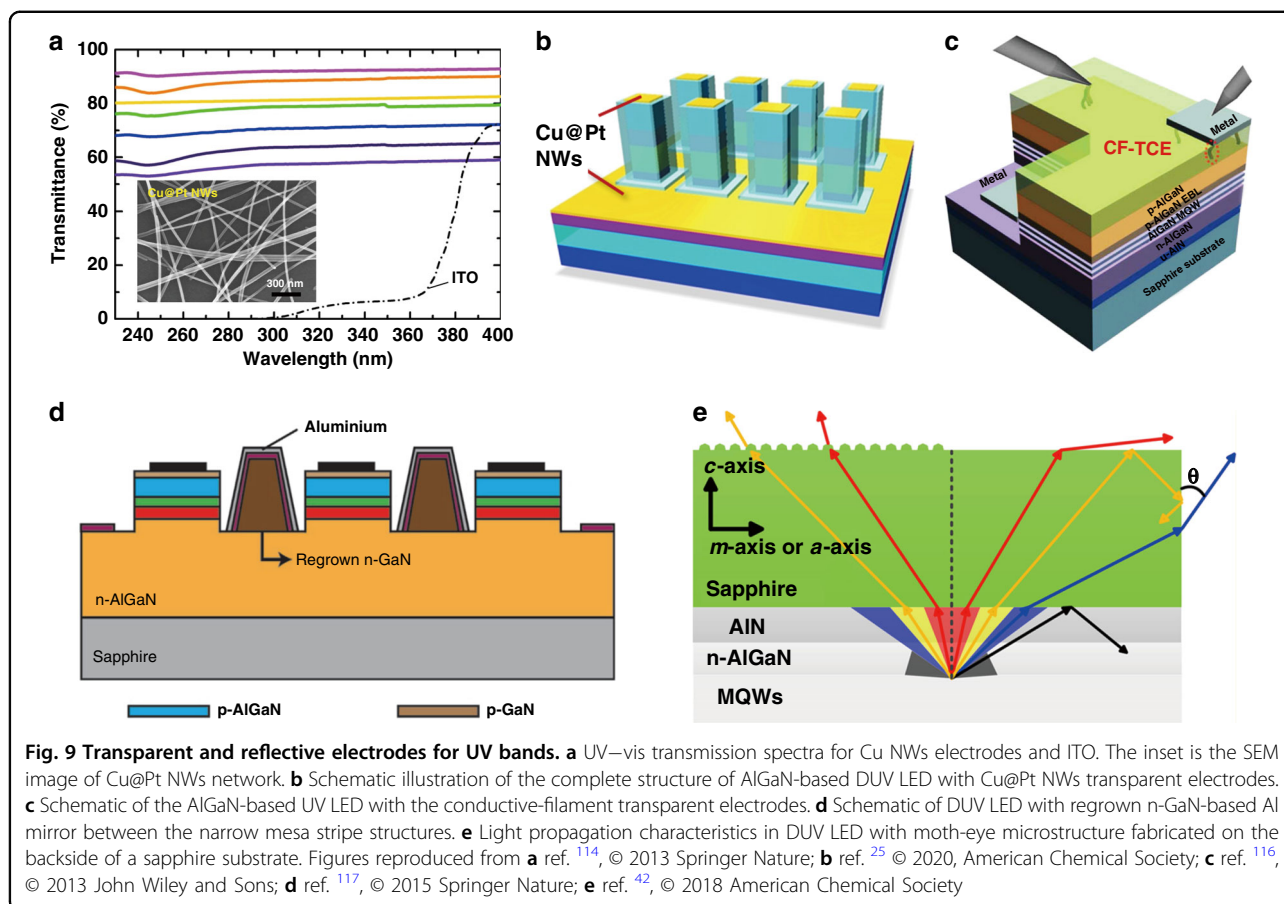 a
100
80
60
40
20
0
Transmittance (%)
Cu@Pt NWs
300 nm
ITO
240 260 280 300 320 340 360 380 400
Wavelength (nm)
b
Cu@Pt
NWs
c
Metal
CF-TCE
Metal
p-AlGaN
p-AlGaN EBL
AlGaN MQW
n-AlGaN
u-AlN
Sapphire substrate
d
Aluminium
Regrown n-GaN
n-AlGaN
Sapphire
p-AlGaN p-GaN
e
c-axis
θ
m-axis or a-axis
Sapphire
AlN
n-AlGaN
MQWs
Fig. 9 Transparent and reflective electrodes for UV bands. a UV−vis transmission spectra for Cu NWs electrodes and ITO. The inset is the SEM
image of Cu@Pt NWs network. b Schematic illustration of the complete structure of AlGaN-based DUV LED with Cu@Pt NWs transparent electrodes.
c Schematic of the AlGaN-based UV LED with the conductive-filament transparent electrodes. d Schematic of DUV LED with regrown n-GaN-based Al
mirror between the narrow mesa stripe structures. e Light propagation characteristics in DUV LED with moth-eye microstructure fabricated on the
backside of a sapphire substrate. Figures reproduced from a ref. 114, © 2013 Springer Nature; b ref. 25 © 2020, American Chemical Society; c ref. 116,
© 2013 John Wiley and Sons; d ref. 117, © 2015 Springer Nature; e ref. 42, © 2018 American Chemical Society